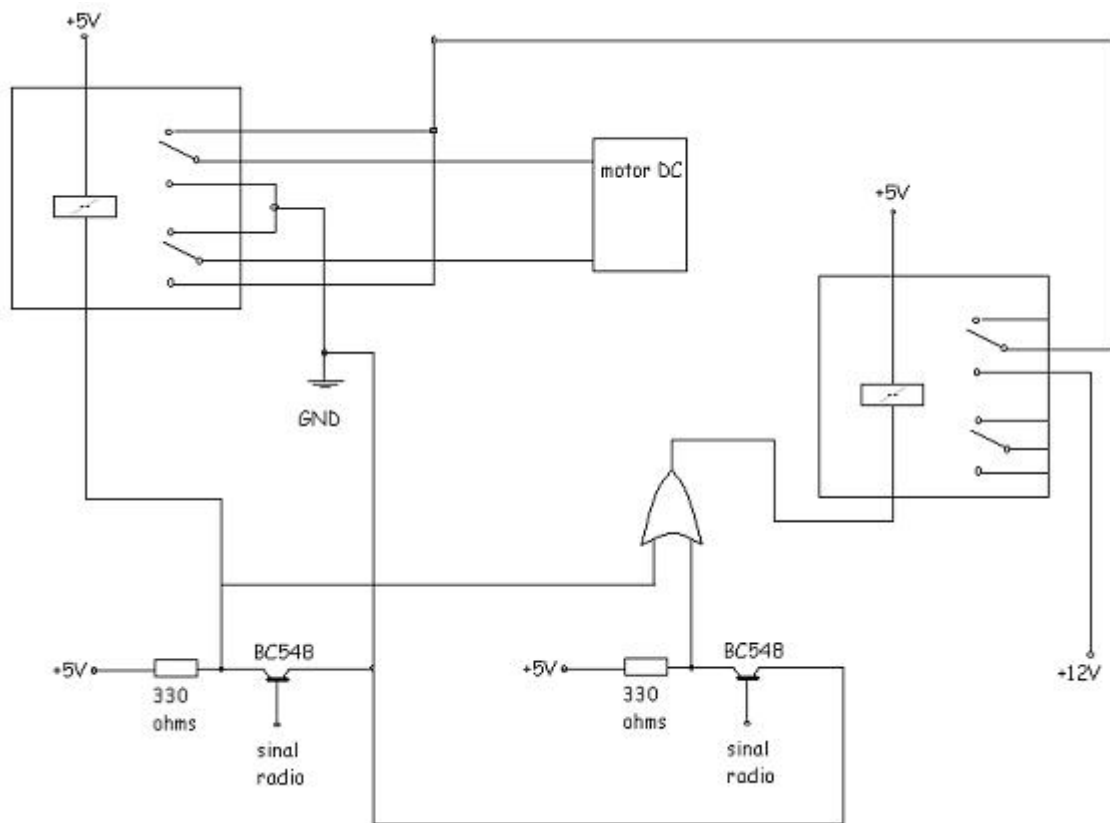 +5V
motor DC
+5V
GND
+5V
BC548
330
ohms
sinal
radio
+5V
BC548
330
ohms
sinal
radio
+12V